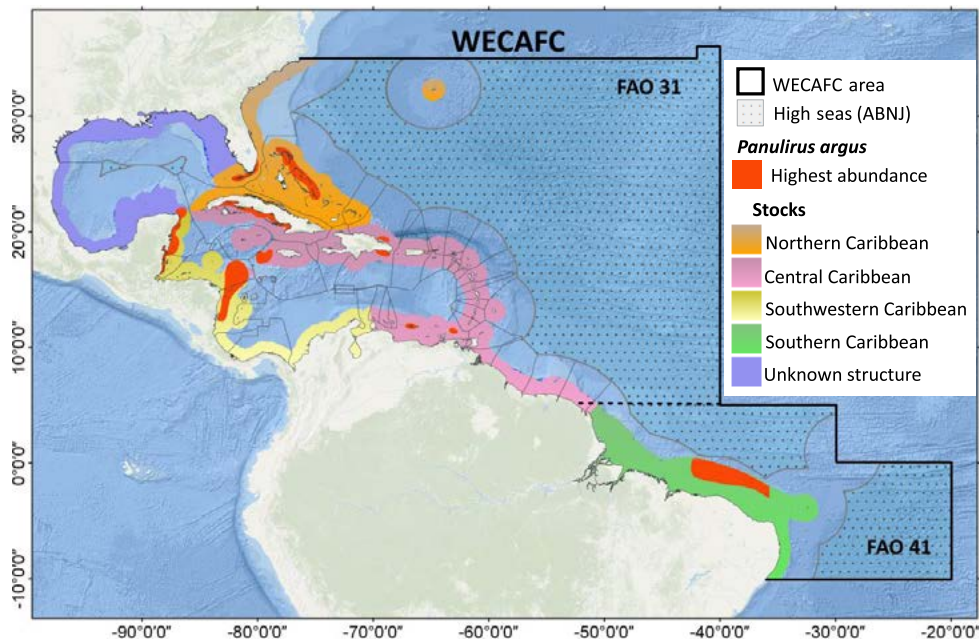 WECAFC
FAO 31
WECAFC area
High seas (ABNJ)
Panulirus argus
Highest abundance
Stocks
Northern Caribbean
Central Caribbean
Southwestern Caribbean
Southern Caribbean
Unknown structure
FAO 41
30°0'0"
20°0'0"
10°0'0"
0°0'0"
-10°0'0"
-90°0'0"
-80°0'0"
-70°0'0"
-60°0'0"
-50°0'0"
-40°0'0"
-30°0'0"
-20°0'0"